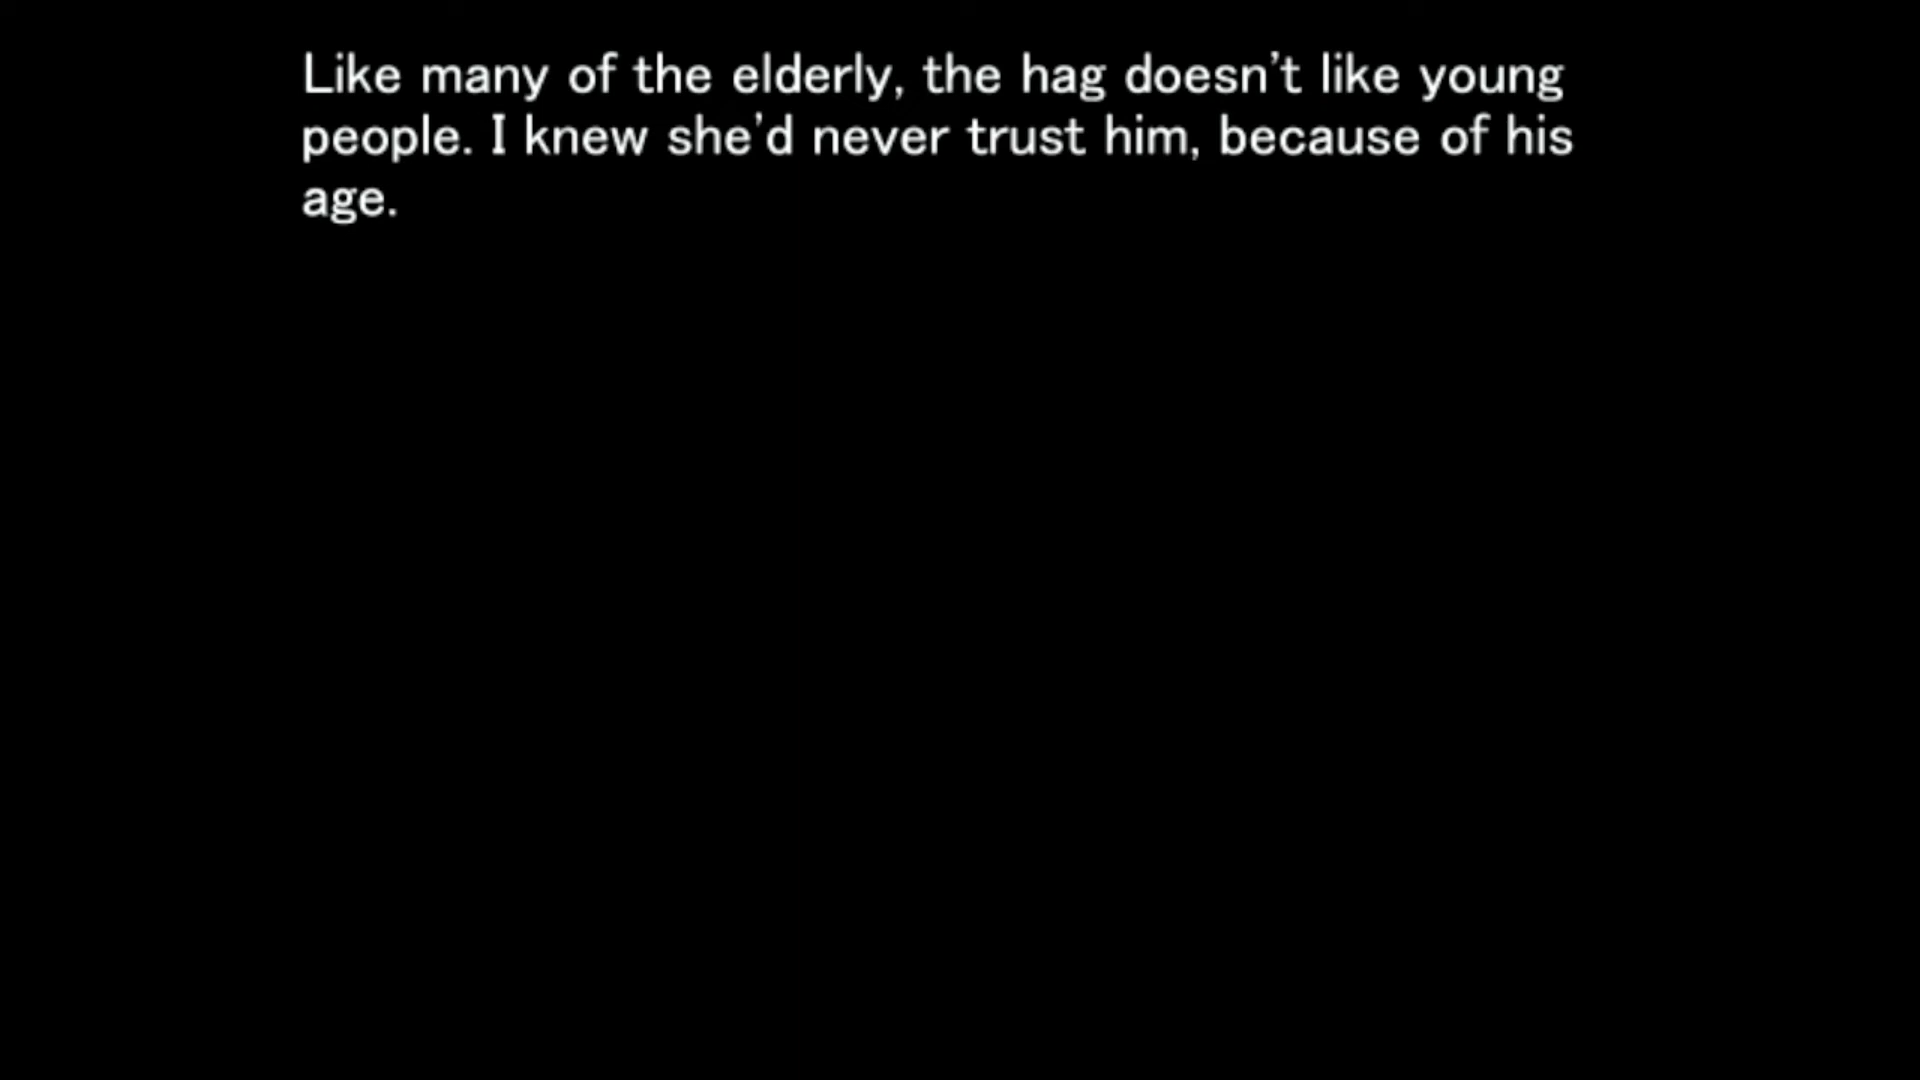 Like many of the elderly, the hag doesn't like young
people. I knew she'd never trust him, because of his
age.